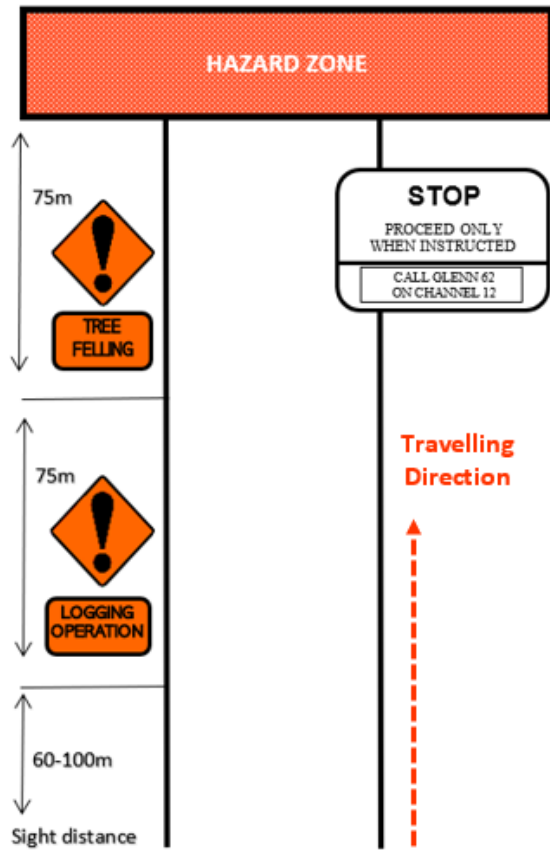 HAZARD ZONE
75m
TREE
FELLING
STOP
PROCEED ONLY
WHEN INSTRUCTED
CALL GLENN 62
ON CHANNEL 12
Travelling
Direction
75m
LOGGING
OPERATION
60-100m
Sight distance